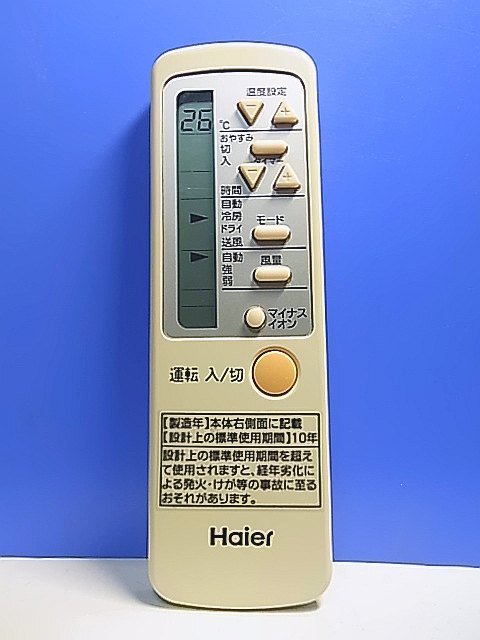 温度設定
26 ℃
おやすみ
切
入
タイマー
時間
自動
冷房
モード
ドライ
送風
自動
風量
強
弱
マイナス
イオン
運転 入/切
【製造年】本体右側面に記載
【設計上の標準使用期間】10年
設計上の標準使用期間を超え
て使用されますと、経年劣化に
よる発火・けが等の事故に至る
おそれがあります。
Haier